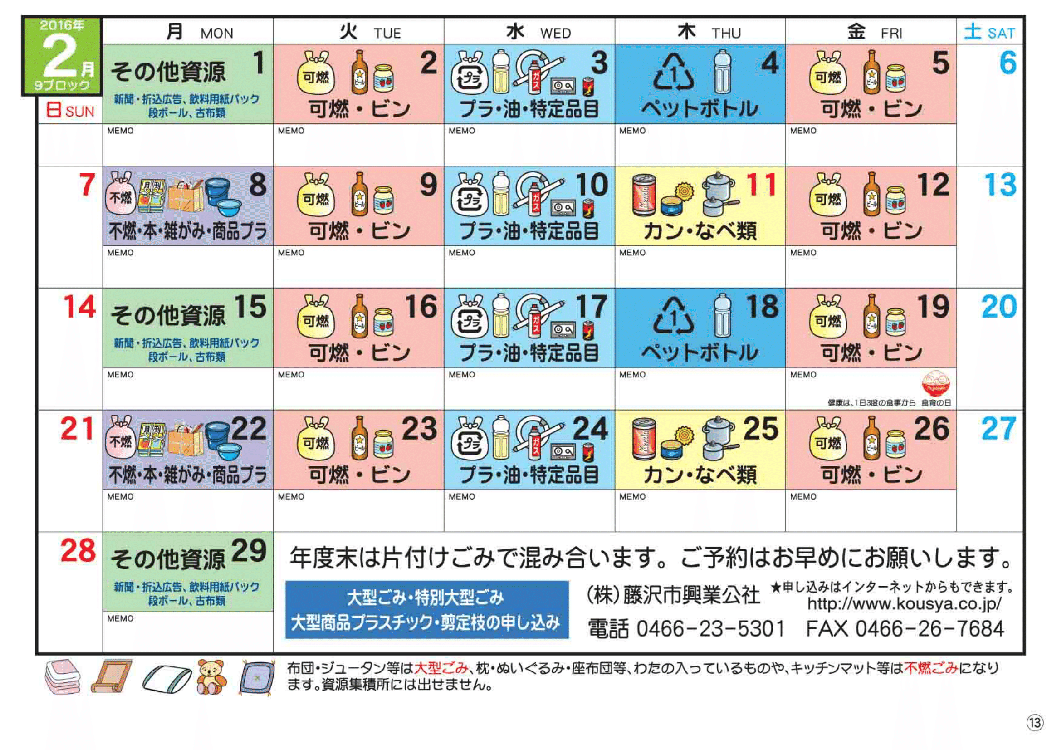 2016年
2月
9ブロック
月 MON 火 TUE 水 WED 木 THU 金 FRI 土 SAT
日 SUN
その他資源 1
新聞・折込広告、飲料用紙パック
段ボール、古布類
MEMO
可燃 2
可燃・ビン
MEMO
プラ 3
プラ・油・特定品目
MEMO
1 4
ペットボトル
MEMO
可燃 5
可燃・ビン
MEMO
6
7
不燃 月刊 8
不燃・本・雑がみ・商品プラ
MEMO
可燃 9
可燃・ビン
MEMO
プラ ガス 10
プラ・油・特定品目
MEMO
11
カン・なべ類
MEMO
可燃 12
可燃・ビン
MEMO
13
14
その他資源 15
新聞・折込広告、飲料用紙パック
段ボール、古布類
MEMO
可燃 16
可燃・ビン
MEMO
プラ ガス 17
プラ・油・特定品目
MEMO
1 18
ペットボトル
MEMO
可燃 19
可燃・ビン
MEMO
健康は、1日3食の食事から 食育の日
20
21
不燃 月刊 22
不燃・本・雑がみ・商品プラ
MEMO
可燃 23
可燃・ビン
MEMO
プラ ガス 24
プラ・油・特定品目
MEMO
25
カン・なべ類
MEMO
可燃 26
可燃・ビン
MEMO
27
28
その他資源 29
新聞・折込広告、飲料用紙パック
段ボール、古布類
MEMO
年度末は片付けごみで混み合います。ご予約はお早めにお願いします。
大型ごみ・特別大型ごみ
大型商品プラスチック・剪定枝の申し込み
(株)藤沢市興業公社 ★申し込みはインターネットからもできます。
http://www.kousya.co.jp/
電話 0466-23-5301 FAX 0466-26-7684
布団・ジュータン等は大型ごみ、枕・ぬいぐるみ・座布団等、わたの入っているものや、キッチンマット等は不燃ごみになり
ます。資源集積所には出せません。
⑬